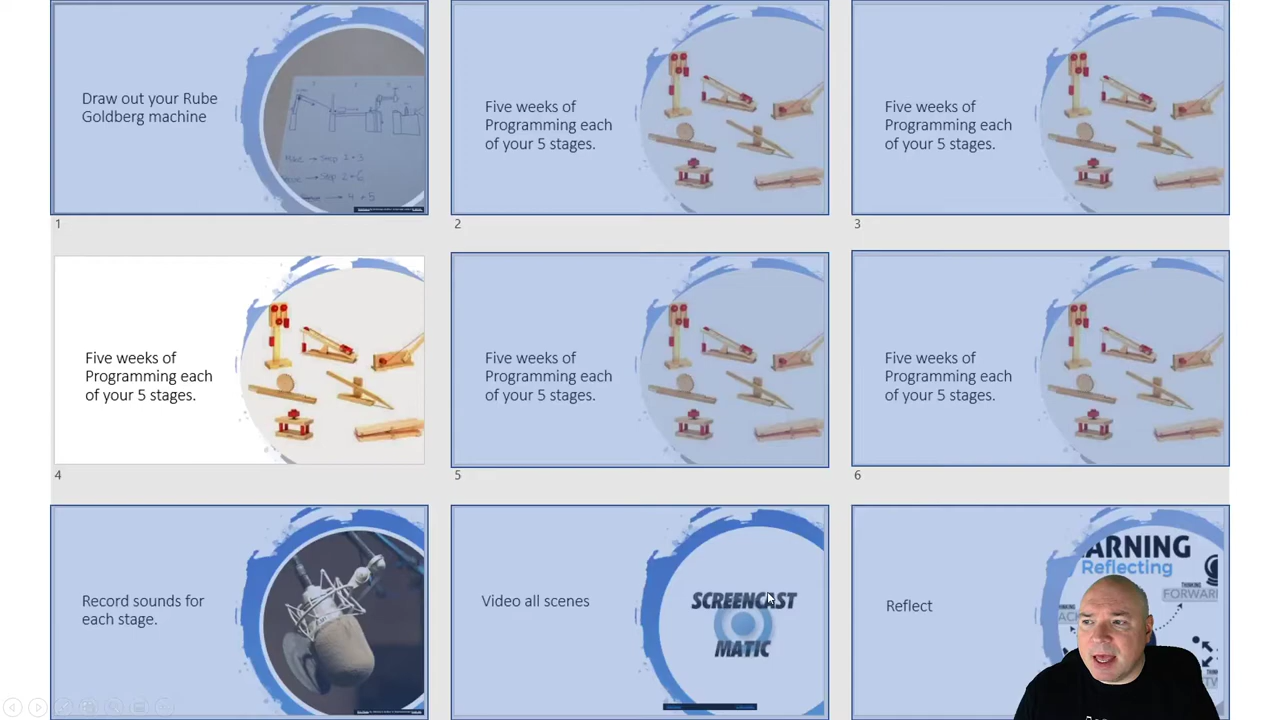 Draw out your Rube
Goldberg machine
1
Five weeks of
Programming each
of your 5 stages.
2
Five weeks of
Programming each
of your 5 stages.
3
Five weeks of
Programming each
of your 5 stages.
4
Five weeks of
Programming each
of your 5 stages.
5
Five weeks of
Programming each
of your 5 stages.
6
Record sounds for
each stage.
Video all scenes
SCREENCAST
MATIC
Reflect
ARNING
Reflecting
THINKING
FORWAR